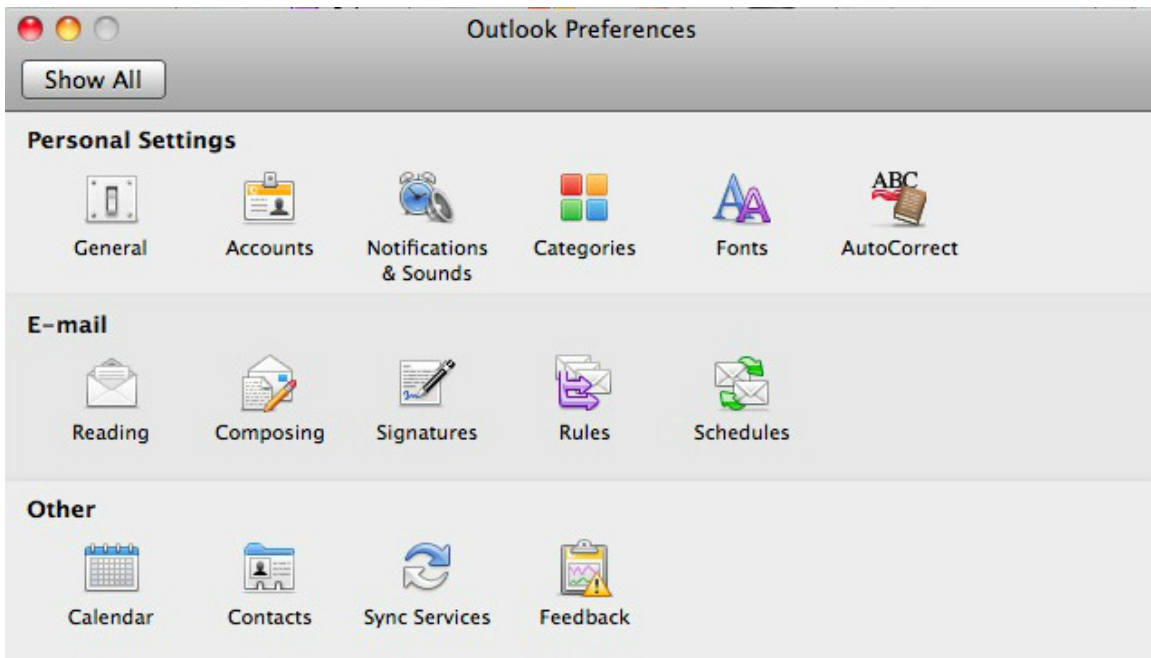 Outlook Preferences
Show All
Personal Settings
General Accounts Notifications & Sounds Categories Fonts AutoCorrect
ABC
E-mail
Reading Composing Signatures Rules Schedules
Other
Calendar Contacts Sync Services Feedback